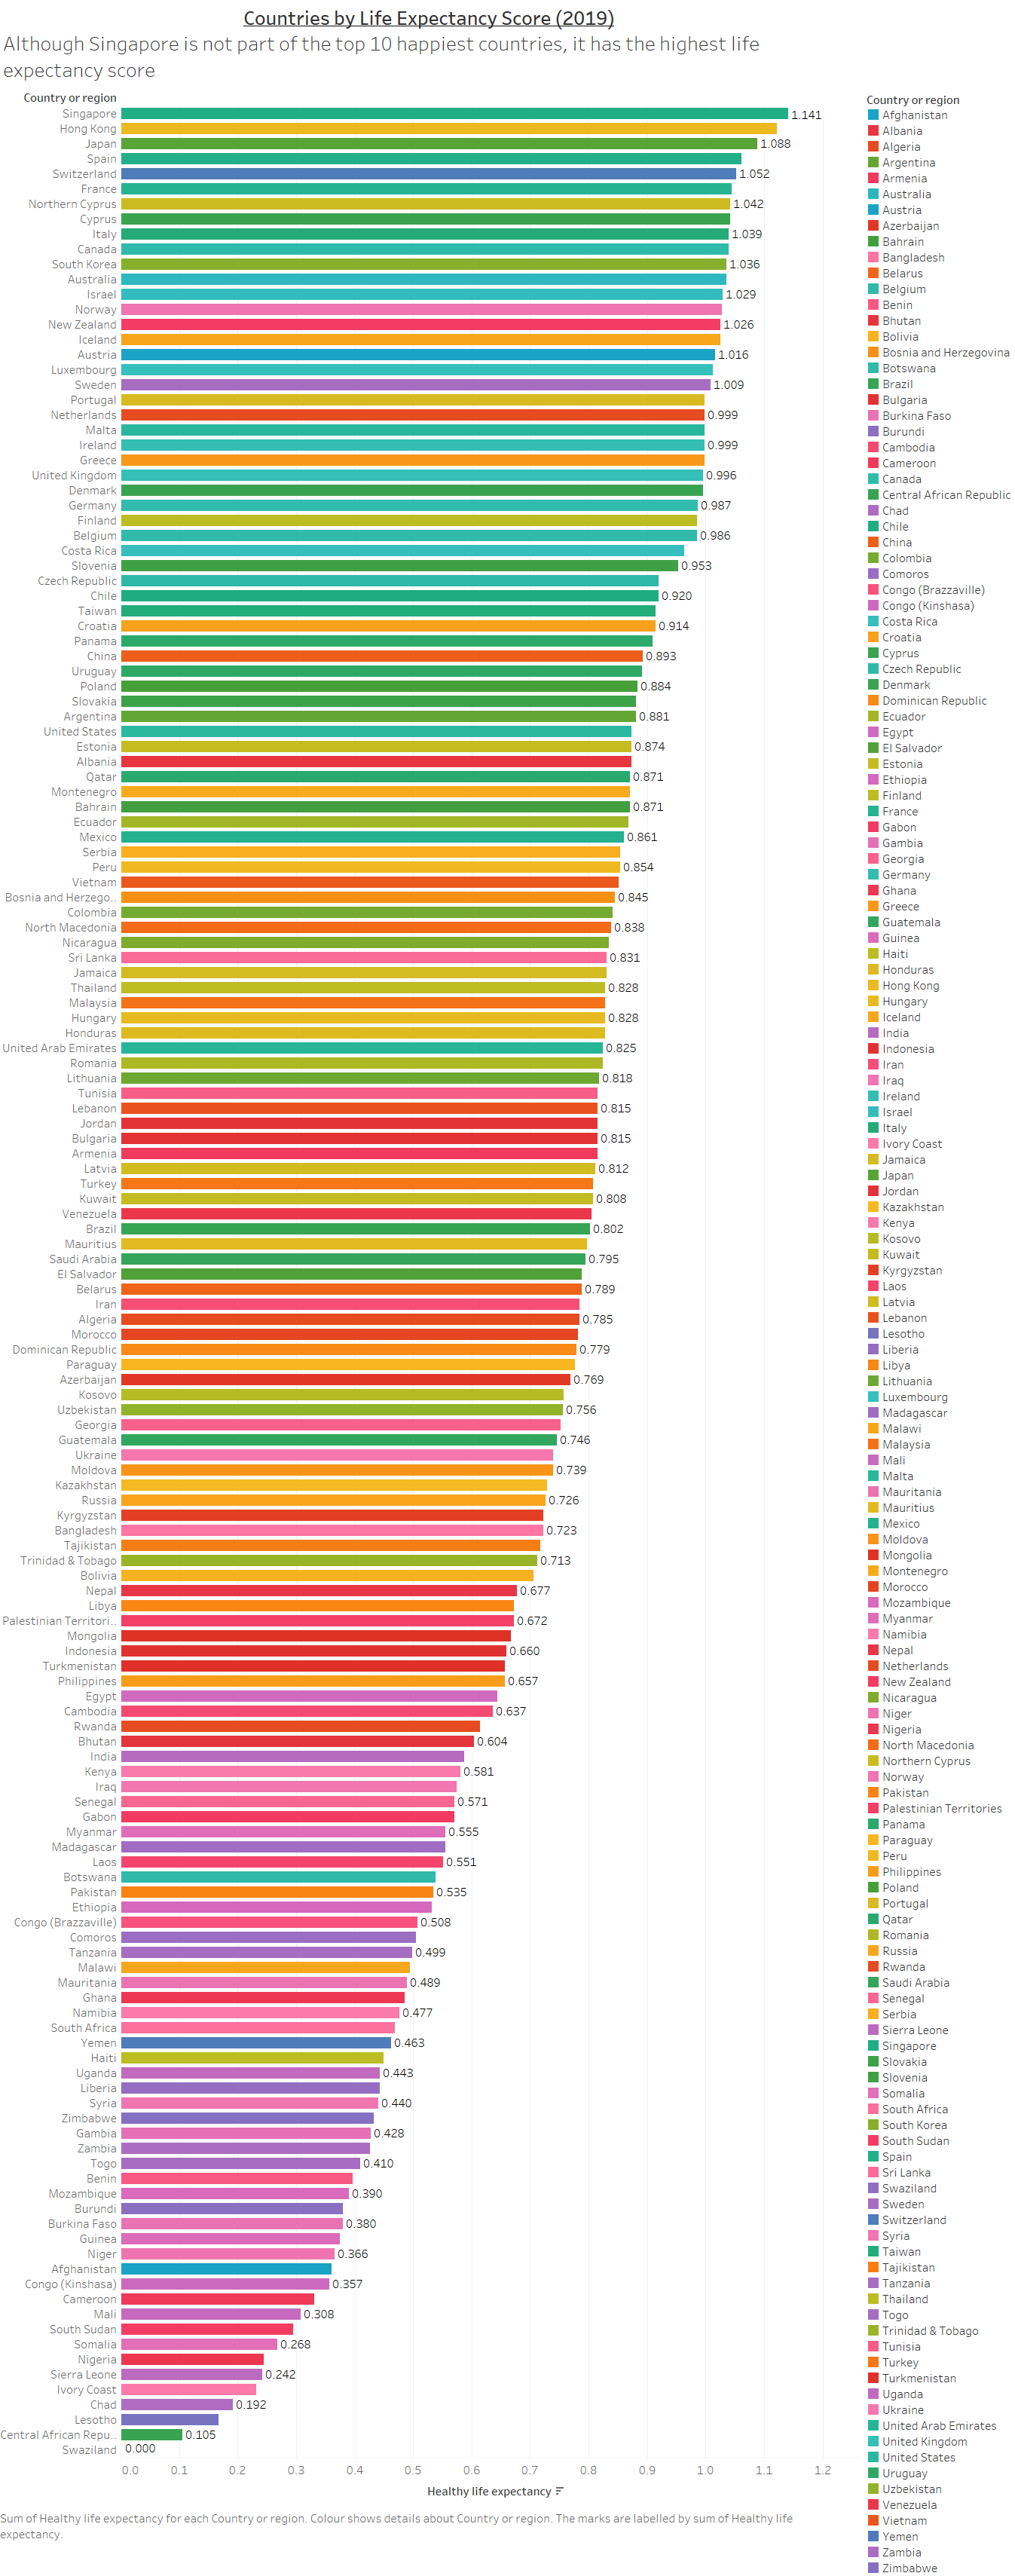 Countries by Life Expectancy Score (2019)
Although Singapore is not part of the top 10 happiest countries, it has the highest life
expectancy score
Country or region
Singapore 1.141
Hong Kong
Japan 1.088
Spain
Switzerland 1.052
France
Northern Cyprus 1.042
Cyprus
Italy 1.039
Canada
South Korea 1.036
Australia
Israel 1.029
Norway
New Zealand 1.026
Iceland
Austria 1.016
Luxembourg
Sweden 1.009
Portugal
Netherlands 0.999
Malta
Ireland 0.999
Greece
United Kingdom 0.996
Denmark
Germany 0.987
Finland
Belgium 0.986
Costa Rica
Slovenia 0.953
Czech Republic
Chile 0.920
Taiwan
Croatia 0.914
Panama
China 0.893
Uruguay
Poland 0.884
Slovakia
Argentina 0.881
United States
Estonia 0.874
Albania
Qatar 0.871
Montenegro
Bahrain 0.871
Ecuador
Mexico 0.861
Serbia
Peru 0.854
Vietnam
Bosnia and Herzego.. 0.845
Colombia
North Macedonia 0.838
Nicaragua
Sri Lanka 0.831
Jamaica
Thailand 0.828
Malaysia
Hungary 0.828
Honduras
United Arab Emirates 0.825
Romania
Lithuania 0.818
Tunisia
Lebanon 0.815
Jordan
Bulgaria 0.815
Armenia
Latvia 0.812
Turkey
Kuwait 0.808
Venezuela
Brazil 0.802
Mauritius
Saudi Arabia 0.795
El Salvador
Belarus 0.789
Iran
Algeria 0.785
Morocco
Dominican Republic 0.779
Paraguay
Azerbaijan 0.769
Kosovo
Uzbekistan 0.756
Georgia
Guatemala 0.746
Ukraine
Moldova 0.739
Kazakhstan
Russia 0.726
Kyrgyzstan
Bangladesh 0.723
Tajikistan
Trinidad & Tobago 0.713
Bolivia
Nepal 0.677
Libya
Palestinian Territori.. 0.672
Mongolia
Indonesia 0.660
Turkmenistan
Philippines 0.657
Egypt
Cambodia 0.637
Rwanda
Bhutan 0.604
India
Kenya 0.581
Iraq
Senegal 0.571
Gabon
Myanmar 0.555
Madagascar
Laos 0.551
Botswana
Pakistan 0.535
Ethiopia
Congo (Brazzaville) 0.508
Comoros
Tanzania 0.499
Malawi
Mauritania 0.489
Ghana
Namibia 0.477
South Africa
Yemen 0.463
Haiti
Uganda 0.443
Liberia
Syria 0.440
Zimbabwe
Gambia 0.428
Zambia
Togo 0.410
Benin
Mozambique 0.390
Burundi
Burkina Faso 0.380
Guinea
Niger 0.366
Afghanistan
Congo (Kinshasa) 0.357
Cameroon
Mali 0.308
South Sudan
Somalia 0.268
Nigeria
Sierra Leone 0.242
Ivory Coast
Chad 0.192
Lesotho
Central African Repu.. 0.105
Swaziland 0.000
0.0 0.1 0.2 0.3 0.4 0.5 0.6 0.7 0.8 0.9 1.0 1.1 1.2
Healthy life expectancy
Sum of Healthy life expectancy for each Country or region. Colour shows details about Country or region. The marks are labelled by sum of Healthy life
expectancy.
Country or region
Afghanistan
Albania
Algeria
Argentina
Armenia
Australia
Austria
Azerbaijan
Bahrain
Bangladesh
Belarus
Belgium
Benin
Bhutan
Bolivia
Bosnia and Herzegovina
Botswana
Brazil
Bulgaria
Burkina Faso
Burundi
Cambodia
Cameroon
Canada
Central African Republic
Chad
Chile
China
Colombia
Comoros
Congo (Brazzaville)
Congo (Kinshasa)
Costa Rica
Croatia
Cyprus
Czech Republic
Denmark
Dominican Republic
Ecuador
Egypt
El Salvador
Estonia
Ethiopia
Finland
France
Gabon
Gambia
Georgia
Germany
Ghana
Greece
Guatemala
Guinea
Haiti
Honduras
Hong Kong
Hungary
Iceland
India
Indonesia
Iran
Iraq
Ireland
Israel
Italy
Ivory Coast
Jamaica
Japan
Jordan
Kazakhstan
Kenya
Kosovo
Kuwait
Kyrgyzstan
Laos
Latvia
Lebanon
Lesotho
Liberia
Libya
Lithuania
Luxembourg
Madagascar
Malawi
Malaysia
Mali
Malta
Mauritania
Mauritius
Mexico
Moldova
Mongolia
Montenegro
Morocco
Mozambique
Myanmar
Namibia
Nepal
Netherlands
New Zealand
Nicaragua
Niger
Nigeria
North Macedonia
Northern Cyprus
Norway
Pakistan
Palestinian Territories
Panama
Paraguay
Peru
Philippines
Poland
Portugal
Qatar
Romania
Russia
Rwanda
Saudi Arabia
Senegal
Serbia
Sierra Leone
Singapore
Slovakia
Slovenia
Somalia
South Africa
South Korea
South Sudan
Spain
Sri Lanka
Swaziland
Sweden
Switzerland
Syria
Taiwan
Tajikistan
Tanzania
Thailand
Togo
Trinidad & Tobago
Tunisia
Turkey
Turkmenistan
Uganda
Ukraine
United Arab Emirates
United Kingdom
United States
Uruguay
Uzbekistan
Venezuela
Vietnam
Yemen
Zambia
Zimbabwe